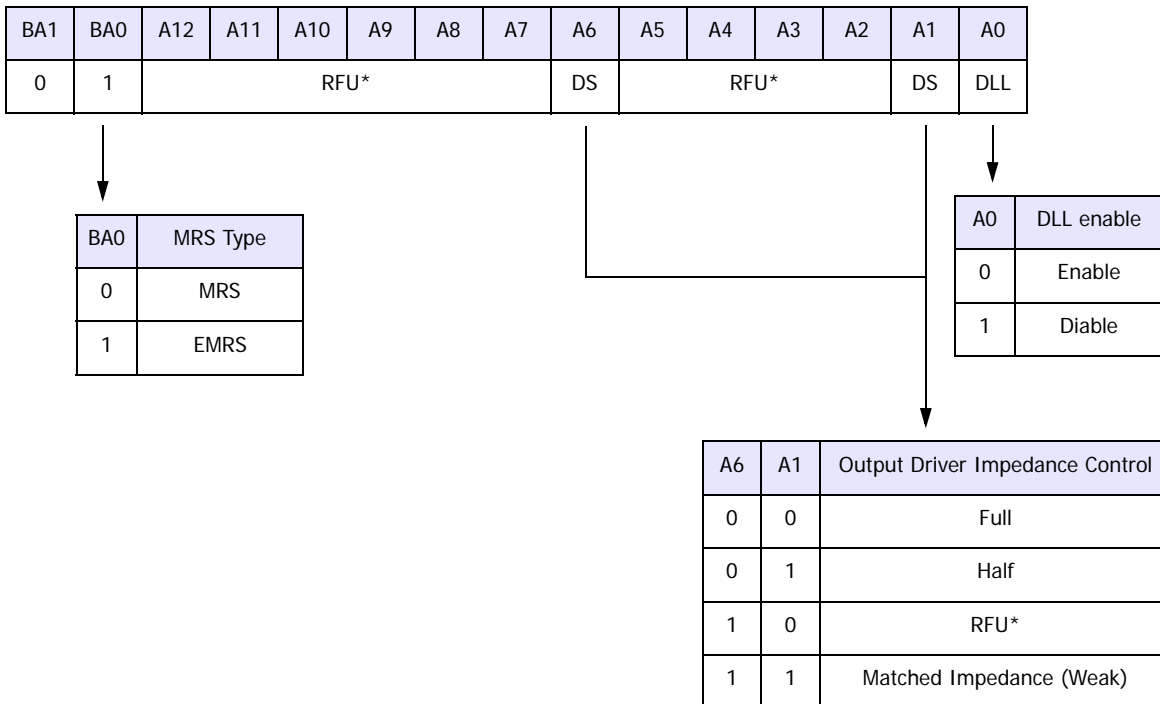 BA1 BA0 A12 A11 A10 A9 A8 A7 A6 A5 A4 A3 A2 A1 A0
0 1 RFU* DS RFU* DS DLL
BA0 MRS Type
0 MRS
1 EMRS
A0 DLL enable
0 Enable
1 Diable
A6 A1 Output Driver Impedance Control
0 0 Full
0 1 Half
1 0 RFU*
1 1 Matched Impedance (Weak)